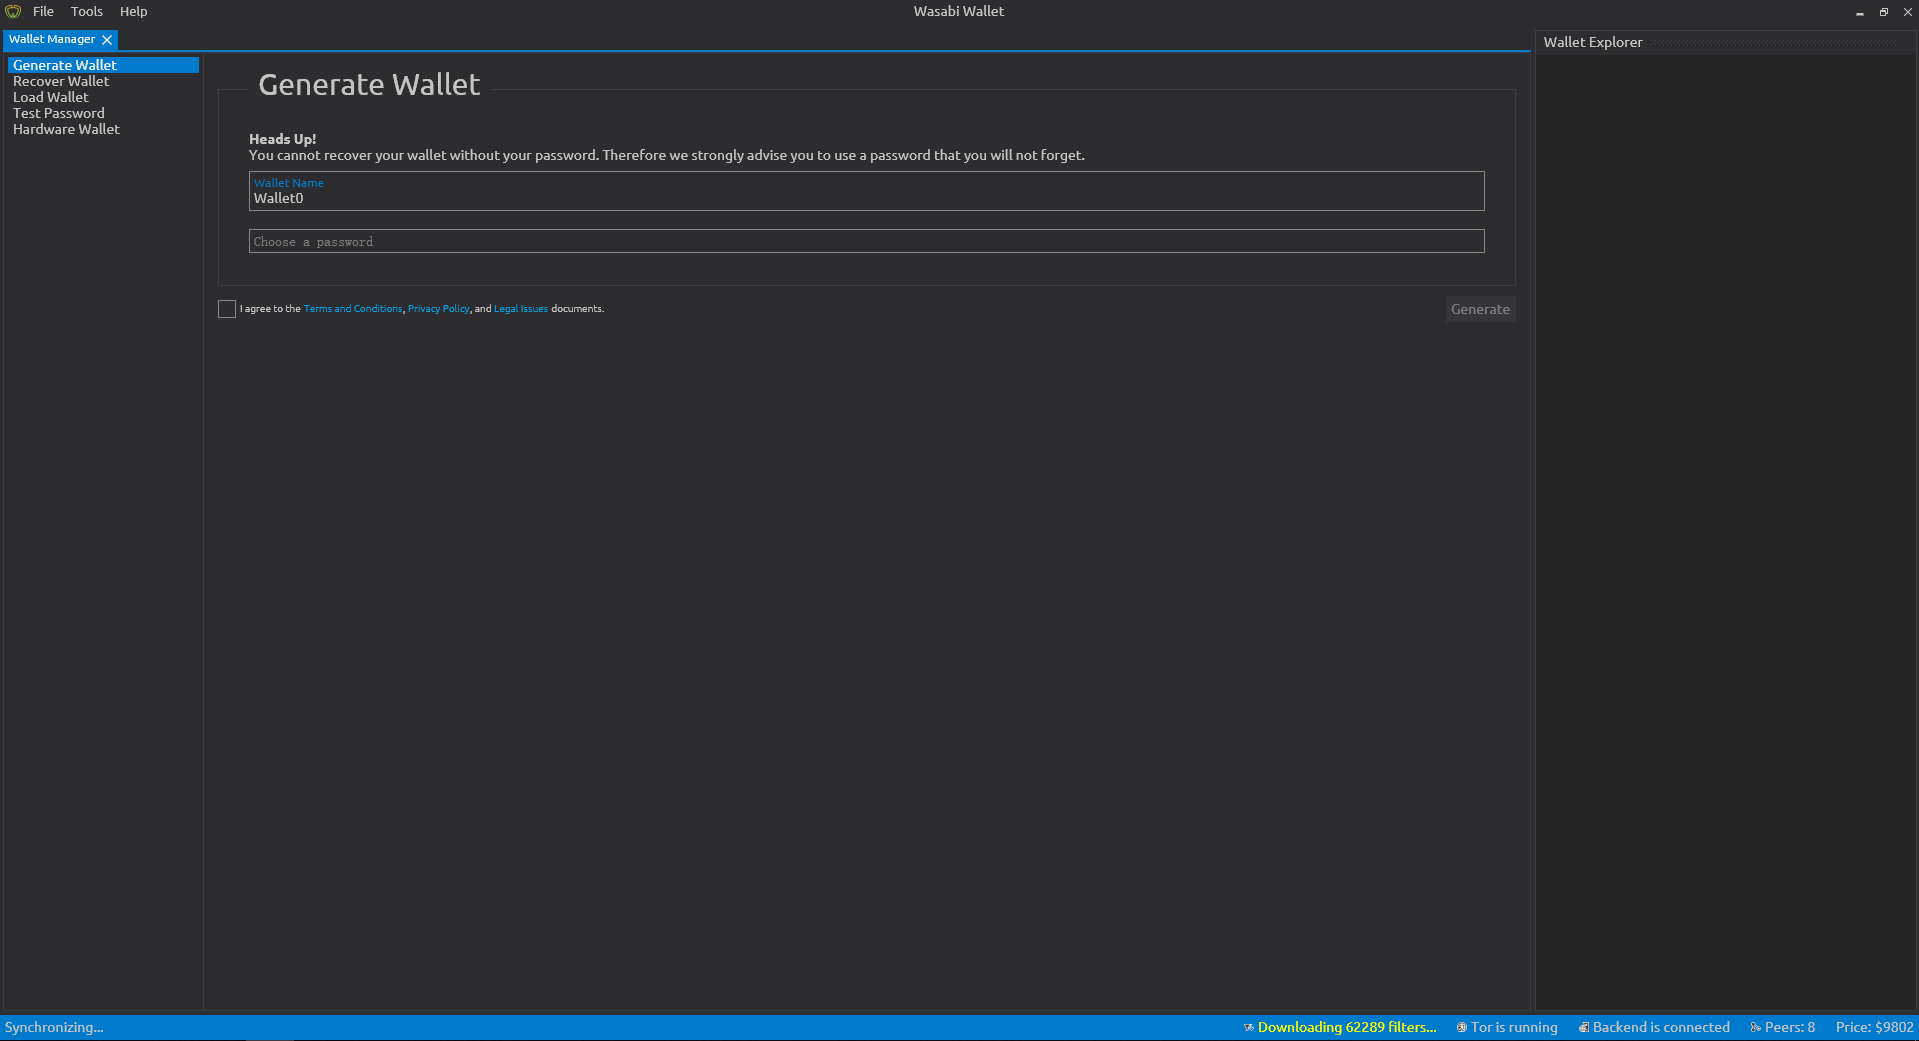 File Tools Help
Wasabi Wallet
Wallet Manager
Wallet Explorer
Generate Wallet
Recover Wallet
Load Wallet
Test Password
Hardware Wallet
Generate Wallet
Heads Up!
You cannot recover your wallet without your password. Therefore we strongly advise you to use a password that you will not forget.
Wallet Name
Wallet0
Choose a password
I agree to the Terms and Conditions, Privacy Policy, and Legal Issues documents.
Generate
Synchronizing...
Downloading 62289 filters...
Tor is running
Backend is connected
Peers: 8
Price: $9802